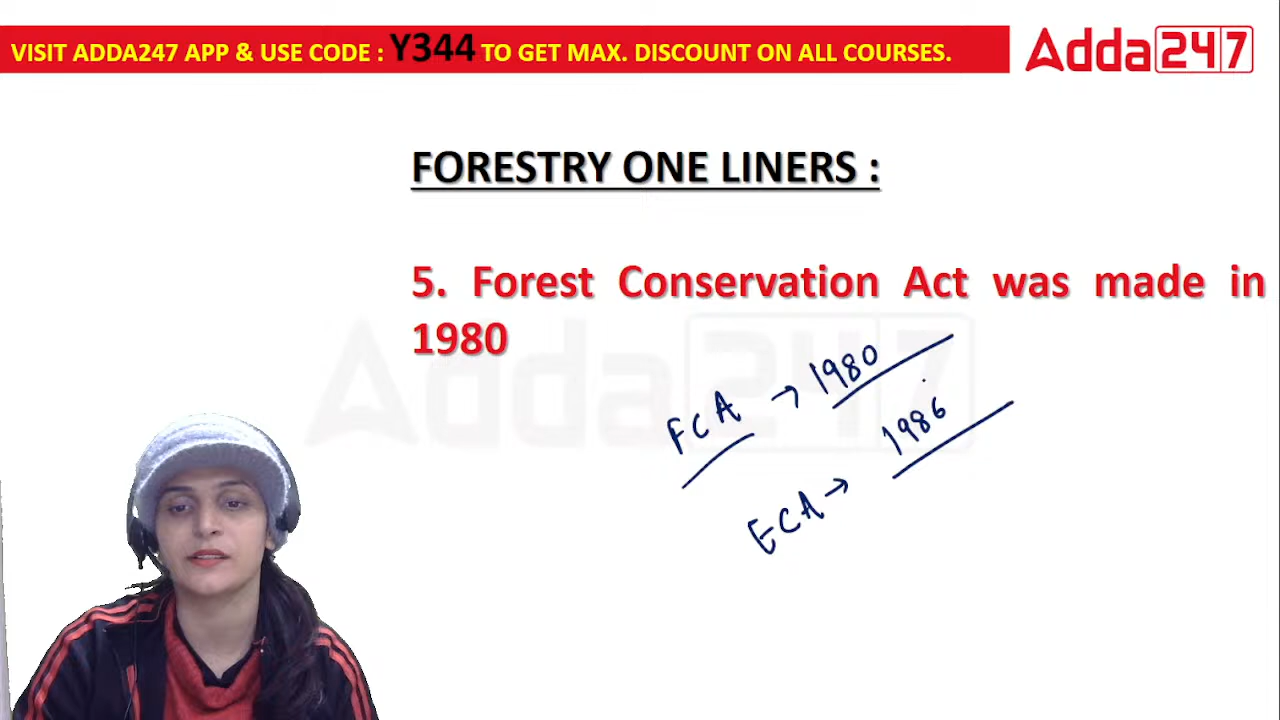 VISIT ADDA247 APP & USE CODE : Y344 TO GET MAX. DISCOUNT ON ALL COURSES.
Adda247
FORESTRY ONE LINERS :
5. Forest Conservation Act was made in
1980
Adda247
FCA → 1980
ECA → 1986